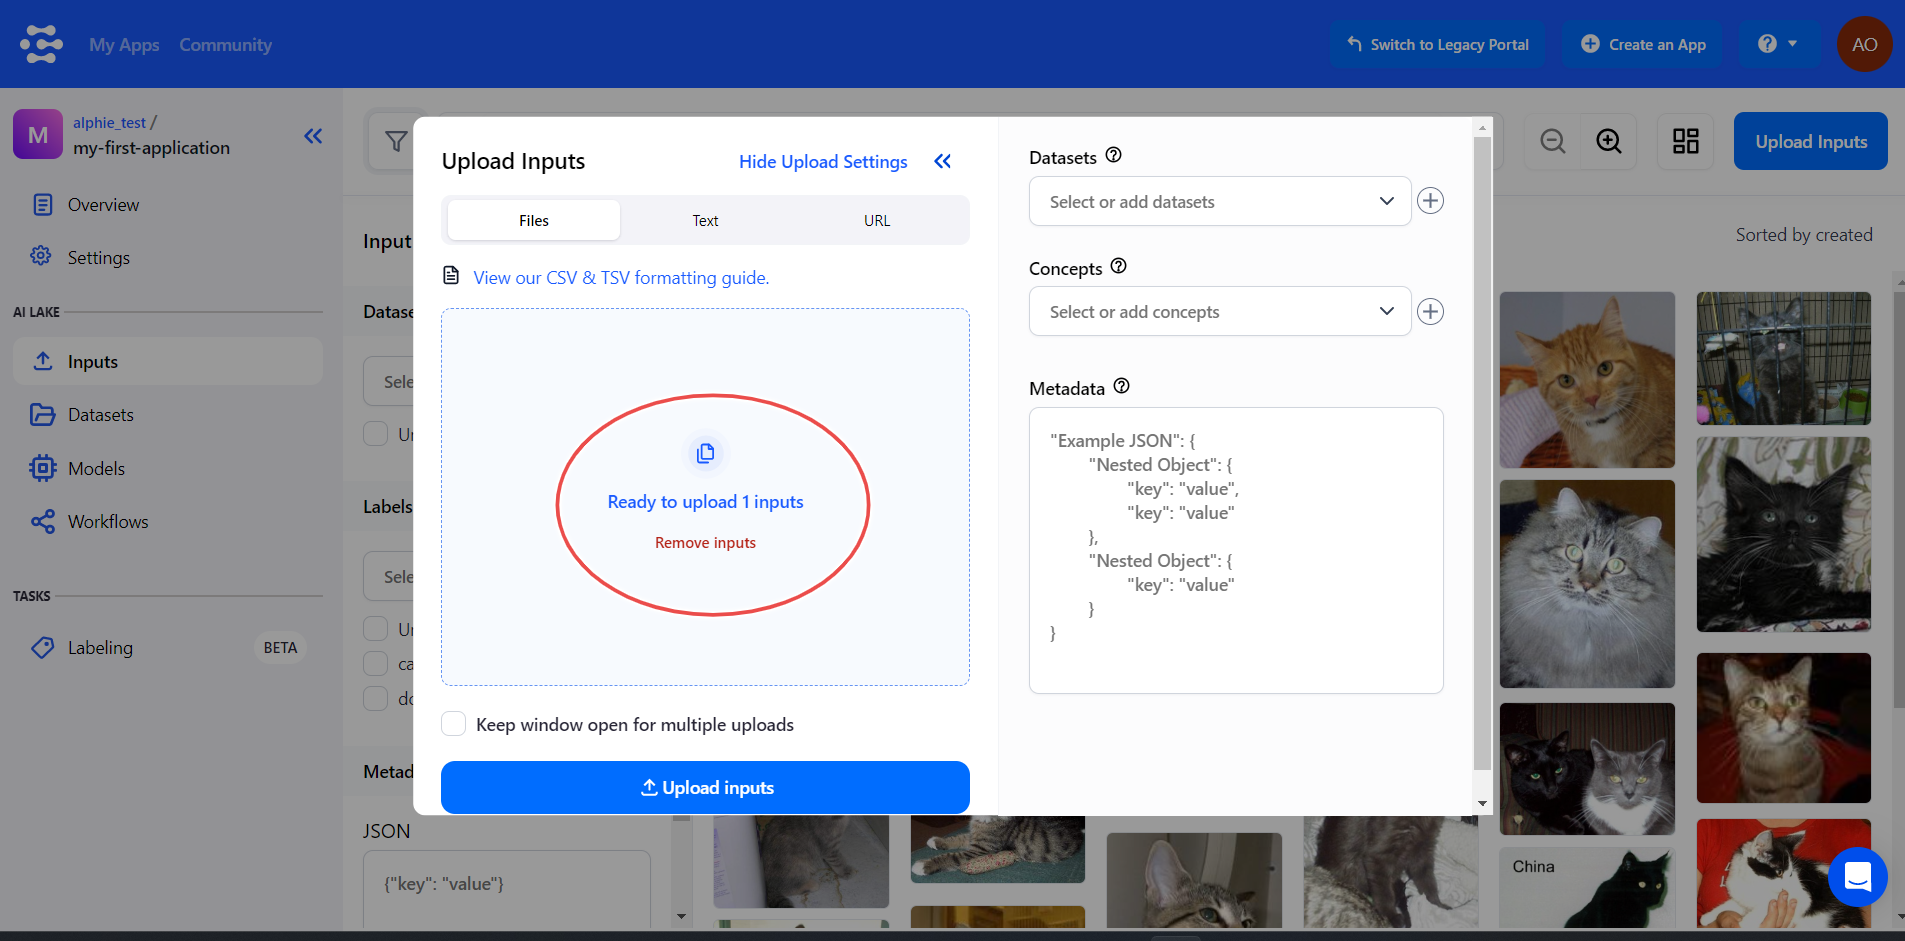 My Apps
Community
Switch to Legacy Portal
Create an App
AO
M
alphie_test /
my-first-application
Overview
Settings
AI LAKE
Inputs
Datasets
Models
Workflows
TASKS
Labeling
BETA
Input
Datase
Sele
Labels
Sele
ca
Metad
JSON
{"key": "value"}
Upload Inputs
Hide Upload Settings
Files
Text
URL
View our CSV & TSV formatting guide.
Ready to upload 1 inputs
Remove inputs
Keep window open for multiple uploads
Upload inputs
Datasets
Select or add datasets
Concepts
Select or add concepts
Metadata
"Example JSON": {
"Nested Object": {
"key": "value",
"key": "value"
},
"Nested Object": {
"key": "value"
}
}
Upload Inputs
Sorted by created
China